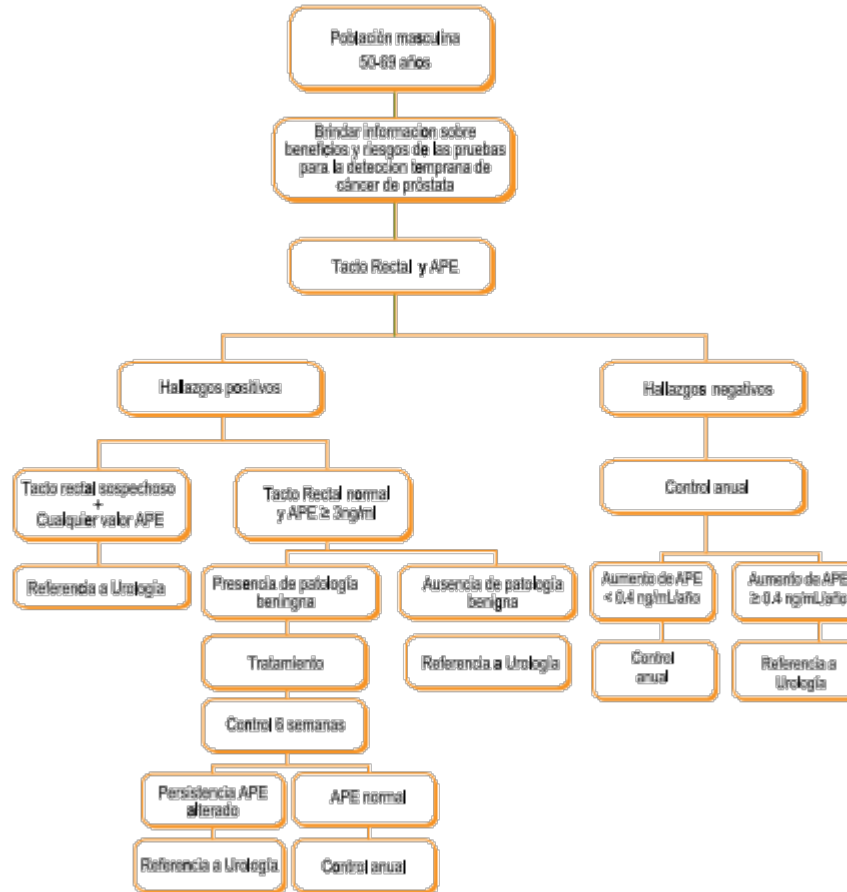 Población masculina
50-69 años
Brindar informacion sobre
beneficios y riesgos de las pruebas
para la deteccion temprana de
cáncer de próstata
Tacto Rectal y APE
Hallazgos positivos
Hallazgos negativos
Tacto rectal sospechoso
+
Cualquier valor APE
Tacto Rectal normal
y APE ≥ 3ng/ml
Control anual
Referencia a Urología
Presencia de patología
beningna
Ausencia de patología
benigna
Aumento de APE
< 0.4 ng/mL/año
Aumento de APE
≥ 0.4 ng/mL/año
Tratamiento
Referencia a Urología
Control
anual
Referencia a
Urología
Control 6 semanas
Persistencia APE
alterado
APE normal
Referencia a Urología
Control anual